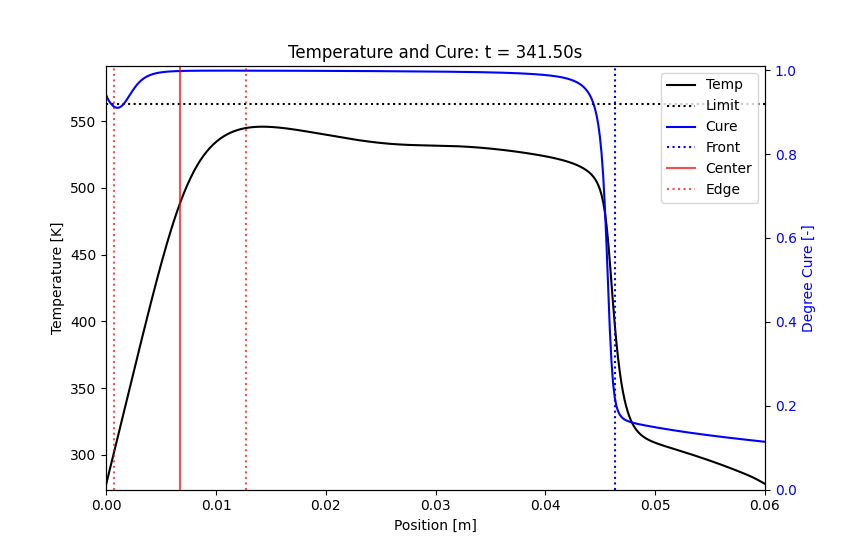 Temperature and Cure: t = 341.50s
Temp
Limit
Cure
Front
Center
Edge
550
500
450
400
350
300
Temperature [K]
1.0
0.8
0.6
0.4
0.2
0.0
Degree Cure [-]
0.00 0.01 0.02 0.03 0.04 0.05 0.06
Position [m]